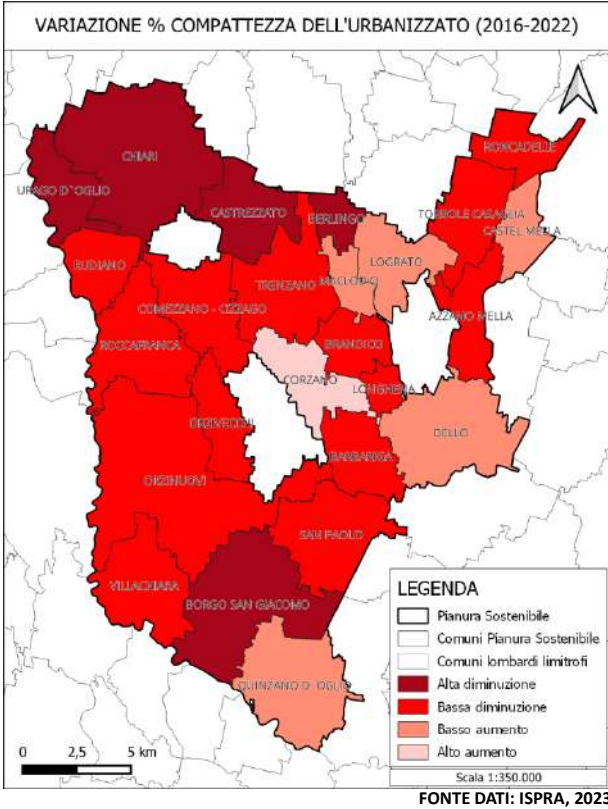 VARIAZIONE % COMPATTEZZA DELL'URBANIZZATO (2016-2022)
RONCADELLE
CHIARI
URAGO D'OGLIO
CASTREZZATO
BERLINGO
TORBOLE CASAGLIA
CASTEL MELLA
RUDIANO
LOGRATO
MACLODIO
TRENZANO
COMEZZANO - CIZZAGO
AZZANO MELLA
ROCCAFRANCA
BRANDICO
CORZANO
LONGHENA
ORZIVECCHI
DELLO
BARBARIGA
ORZINUOVI
SAN PAOLO
VILLACHIARA
BORGO SAN GIACOMO
QUINZANO D'OGLIO
LEGENDA
Pianura Sostenibile
Comuni Pianura Sostenibile
Comuni lombardi limitrofi
Alta diminuzione
Bassa diminuzione
Basso aumento
Alto aumento
0 2,5 5 km
Scala 1:350.000
FONTE DATI: ISPRA, 2023